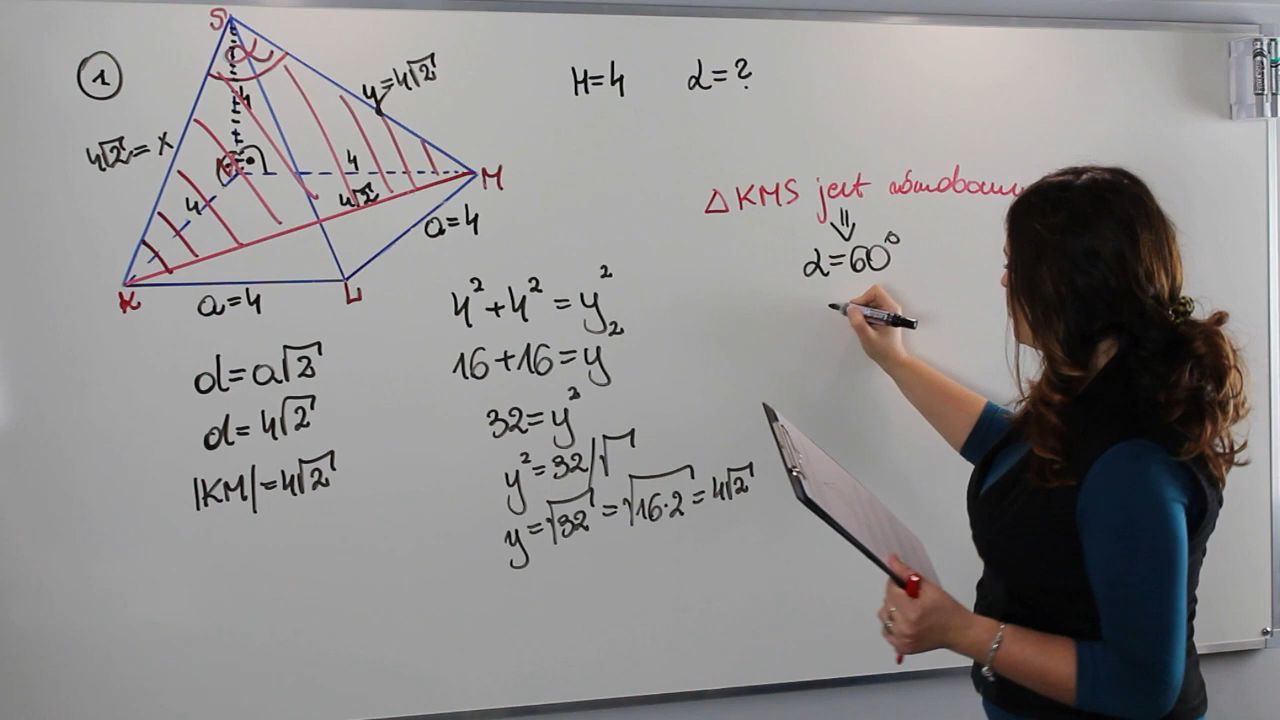 1
S
α
4
y=4√2
4√2=x
4
4
4√2
M
a=4
K
a=4
L
H=4 α=?
△KMS jest
⇓
α=60°
d=a√2
d=4√2
|KM|=4√2
4²+4²=y²
16+16=y²
32=y²
y²=32/√
y=√32=√16·2=4√2